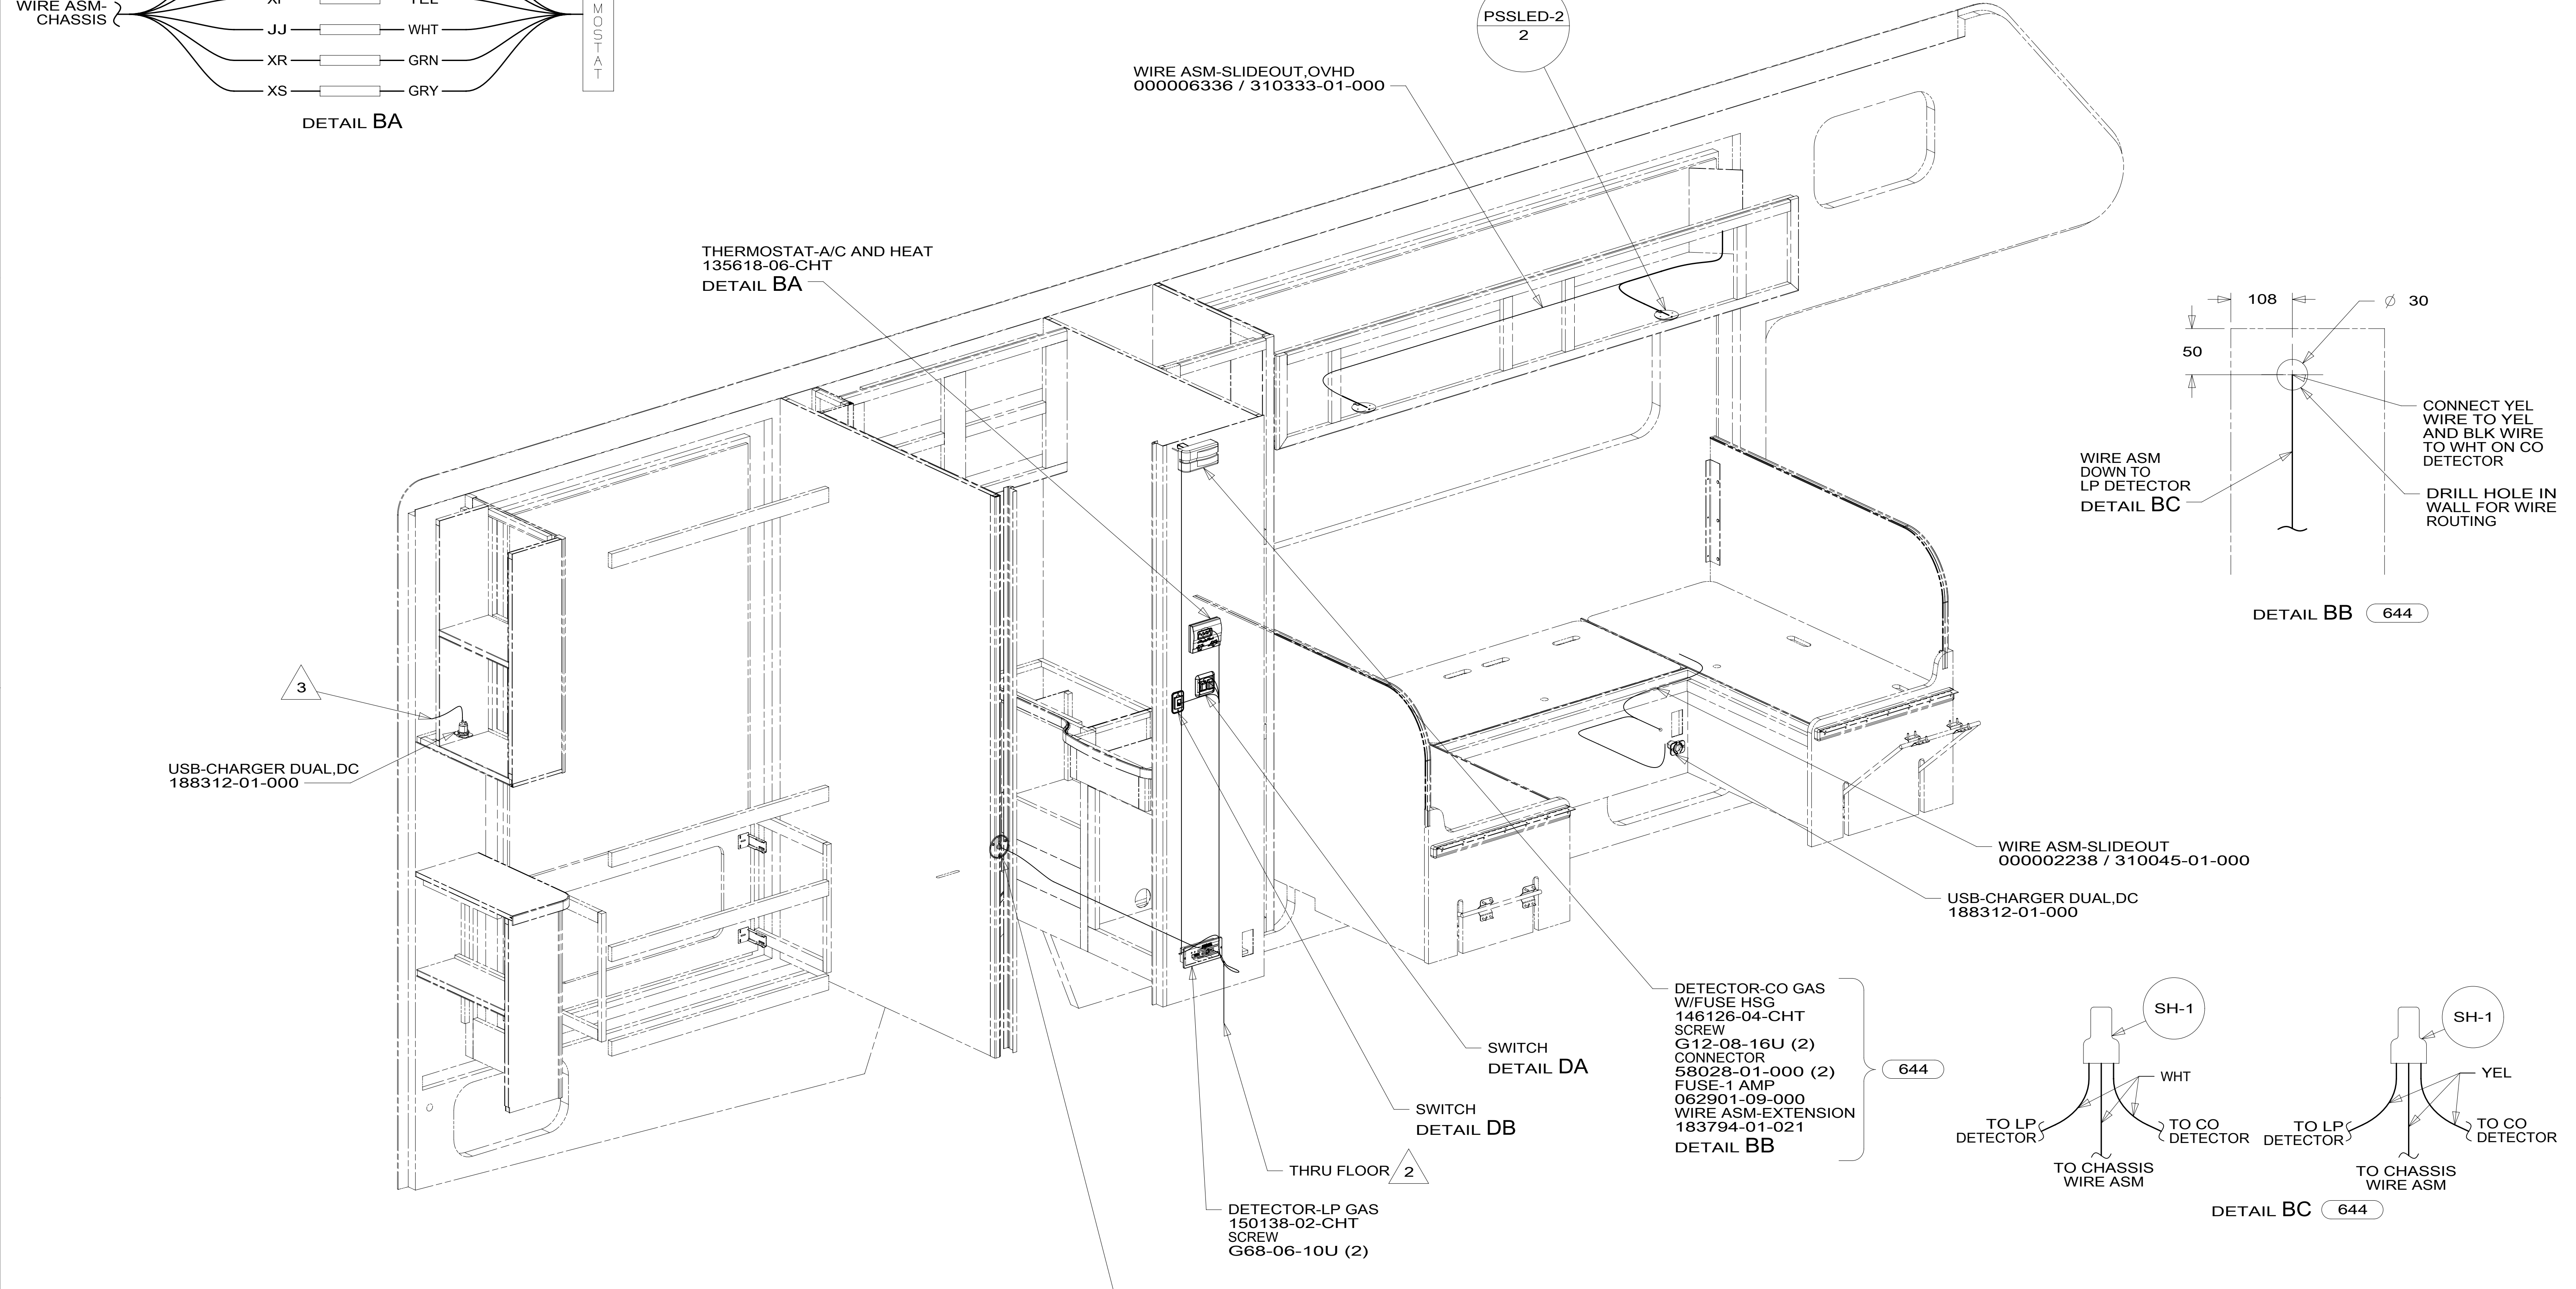 WIRE ASM-
CHASSIS
JJ
WHT
XR
GRN
XS
GRY
MOSTAT
DETAIL BA
PSSLED-2
2
WIRE ASM-SLIDEOUT,OVHD
000006336 / 310333-01-000
THERMOSTAT-A/C AND HEAT
135618-06-CHT
DETAIL BA
108
Ø 30
50
CONNECT YEL
WIRE TO YEL
AND BLK WIRE
TO WHT ON CO
DETECTOR
WIRE ASM
DOWN TO
LP DETECTOR
DETAIL BC
DRILL HOLE IN
WALL FOR WIRE
ROUTING
DETAIL BB 644
3
USB-CHARGER DUAL,DC
188312-01-000
WIRE ASM-SLIDEOUT
000002238 / 310045-01-000
USB-CHARGER DUAL,DC
188312-01-000
DETECTOR-CO GAS
W/FUSE HSG
146126-04-CHT
SCREW
G12-08-16U (2)
CONNECTOR
58028-01-000 (2)
FUSE-1 AMP
062901-09-000
WIRE ASM-EXTENSION
183794-01-021
DETAIL BB
644
SWITCH
DETAIL DA
SWITCH
DETAIL DB
THRU FLOOR 2
DETECTOR-LP GAS
150138-02-CHT
SCREW
G68-06-10U (2)
SH-1
WHT
TO LP
DETECTOR
TO CO
DETECTOR
TO CHASSIS
WIRE ASM
SH-1
YEL
TO LP
DETECTOR
TO CO
DETECTOR
TO CHASSIS
WIRE ASM
DETAIL BC 644